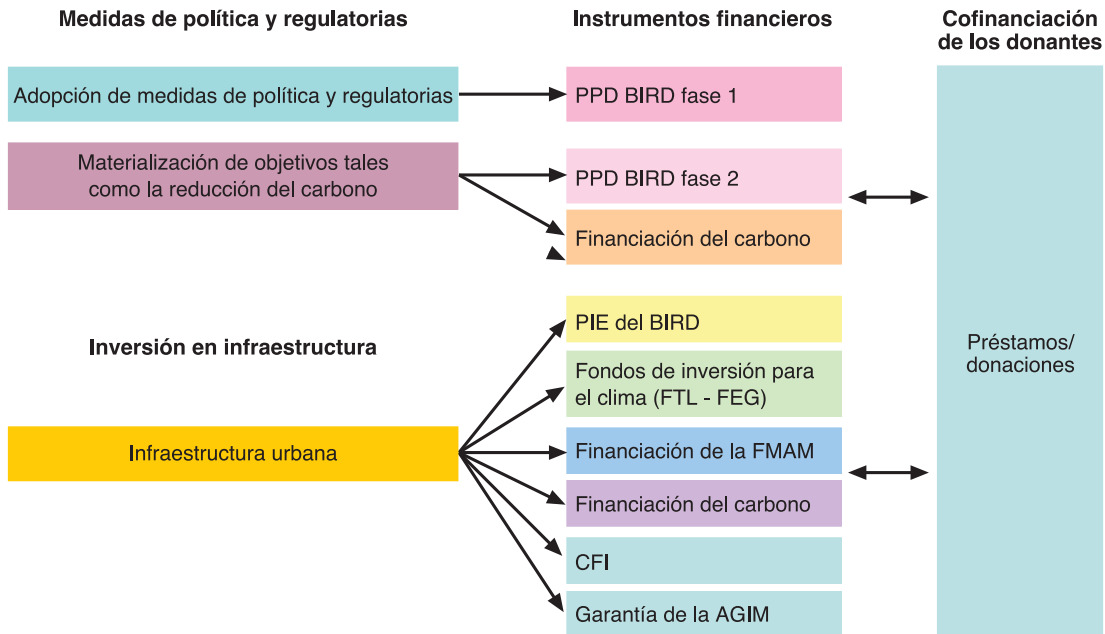 Medidas de política y regulatorias
Instrumentos financieros
Cofinanciación
de los donantes
Adopción de medidas de política y regulatorias
PPD BIRD fase 1
Materialización de objetivos tales
como la reducción del carbono
PPD BIRD fase 2
Financiación del carbono
Inversión en infraestructura
PIE del BIRD
Fondos de inversión para
el clima (FTL - FEG)
Infraestructura urbana
Financiación de la FMAM
Financiación del carbono
CFI
Garantía de la AGIM
Préstamos/
donaciones